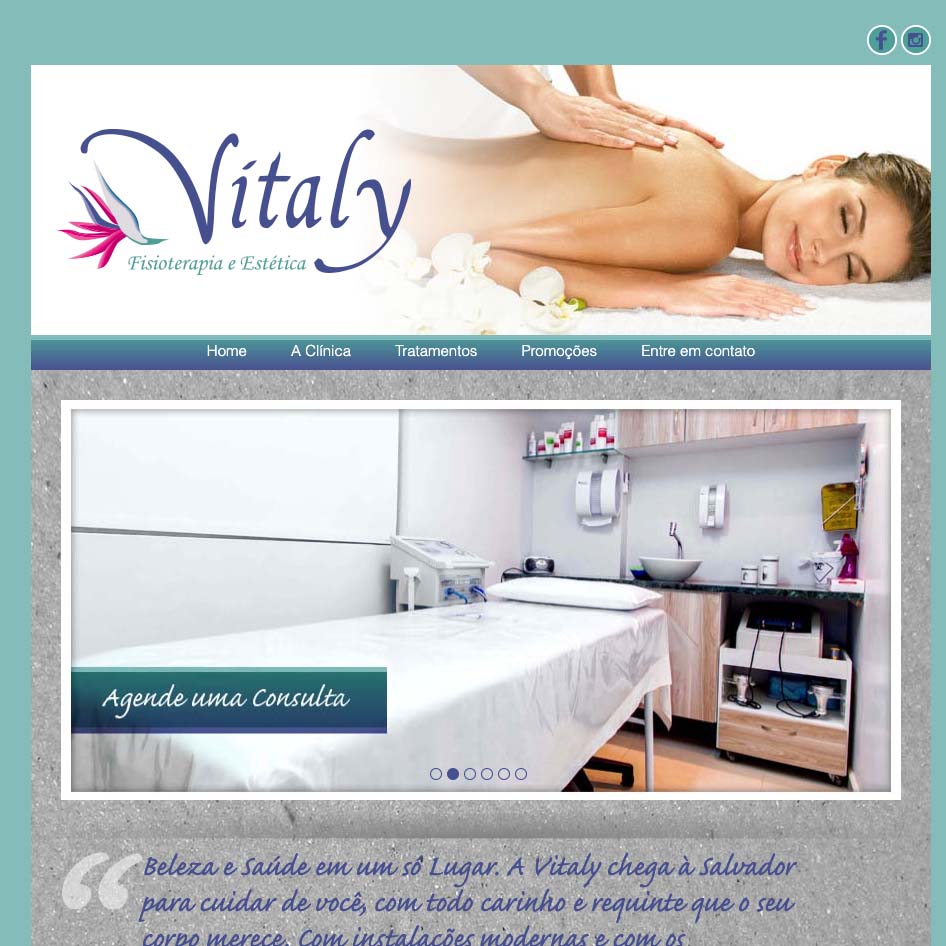 Vitaly
Fisioterapia e Estética
Home A Clínica Tratamentos Promoções Entre em contato
Agende uma Consulta
Beleza e Saúde em um só Lugar. A Vitaly chega à Salvador
para cuidar de você, com todo carinho e requinte que o seu
corpo merece. Com instalações modernas e com os